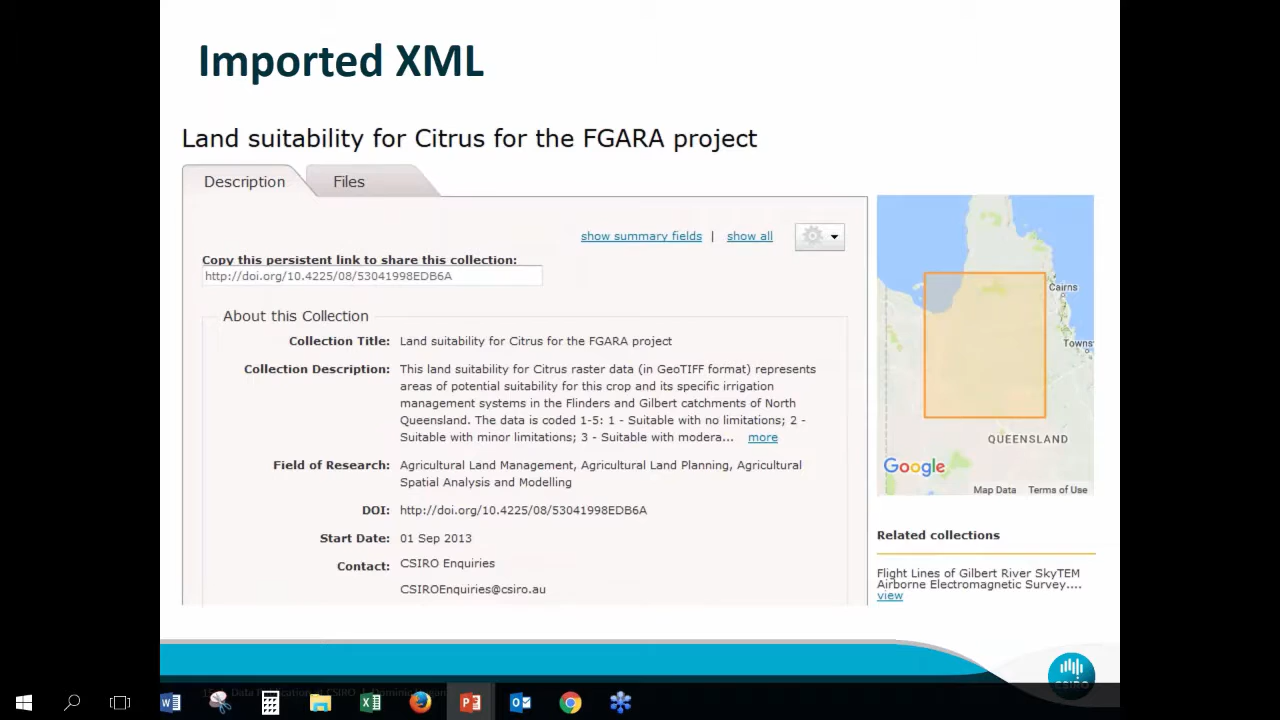 Imported XML
Land suitability for Citrus for the FGARA project
Description
Files
show summary fields | show all
Copy this persistent link to share this collection:
http://doi.org/10.4225/08/53041998EDB6A
About this Collection
Collection Title: Land suitability for Citrus for the FGARA project
Collection Description: This land suitability for Citrus raster data (in GeoTIFF format) represents
areas of potential suitability for this crop and its specific irrigation
management systems in the Flinders and Gilbert catchments of North
Queensland. The data is coded 1-5: 1 - Suitable with no limitations; 2 -
Suitable with minor limitations; 3 - Suitable with modera... more
Field of Research: Agricultural Land Management, Agricultural Land Planning, Agricultural
Spatial Analysis and Modelling
DOI: http://doi.org/10.4225/08/53041998EDB6A
Start Date: 01 Sep 2013
Contact: CSIRO Enquiries
CSIROEnquiries@csiro.au
Cairns
Towns
QUEENSLAND
Google
Map Data Terms of Use
Related collections
Flight Lines of Gilbert River SkyTEM
Airborne Electromagnetic Survey....
view
CSIRO